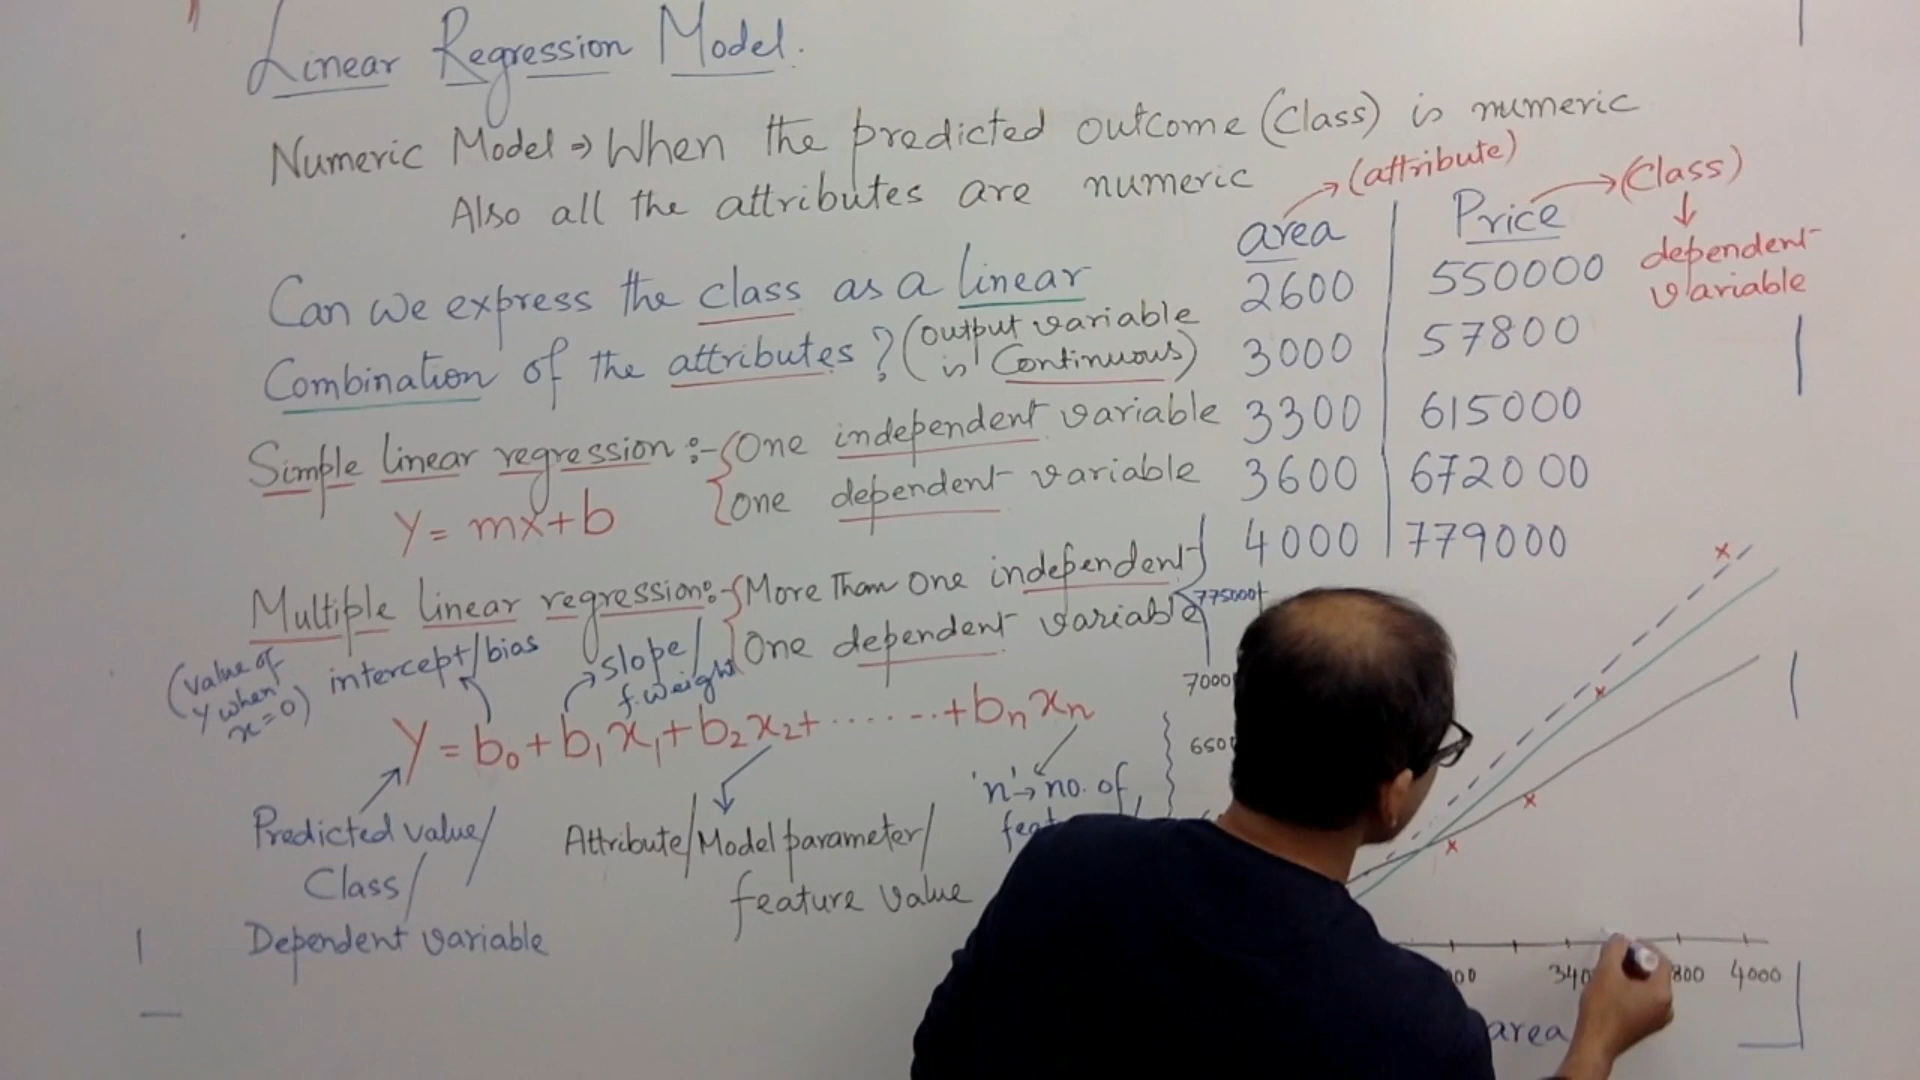 Linear Regression Model.
Numeric Model ⇒ When the predicted outcome (Class) is numeric
Also all the attributes are numeric
Can we express the class as a linear
Combination of the attributes? (output variable
is Continuous)
Simple linear regression :- {One independent variable
{One dependent variable
Y = mx+b
Multiple linear regression:- {More Than One independent}
{One dependent variable
(value of
Y when
x=0)
intercept/bias
slope/
f. weight
Y = b₀ + b₁x₁ + b₂x₂ + ....... + bₙxₙ
Predicted value/
Class/
Dependent variable
Attribute/Model parameter/
feature value
'n' → no. of
→ (attribute)
→ (Class)
↓
dependent
variable
area | Price
2600 | 550000
3000 | 57800
3300 | 615000
3600 | 672000
4000 | 779000
775000
7000
650
340
800 4000
area